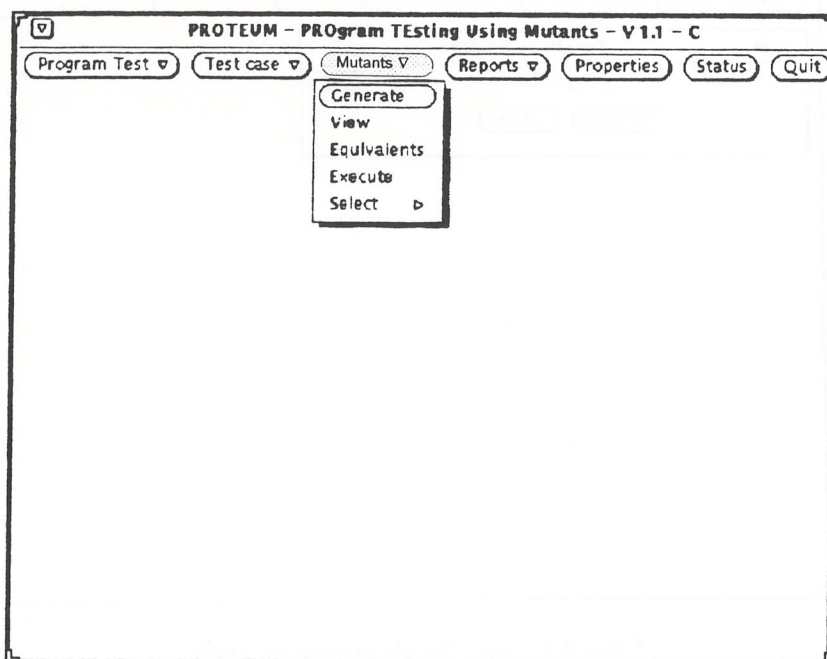 PROTEUM – PROgram TEsting Using Mutants – V 1.1 – C
Program Test ▽ Test case ▽ Mutants ▽ Reports ▽ Properties Status Quit
Generate
View
Equivalents
Execute
Select ▷